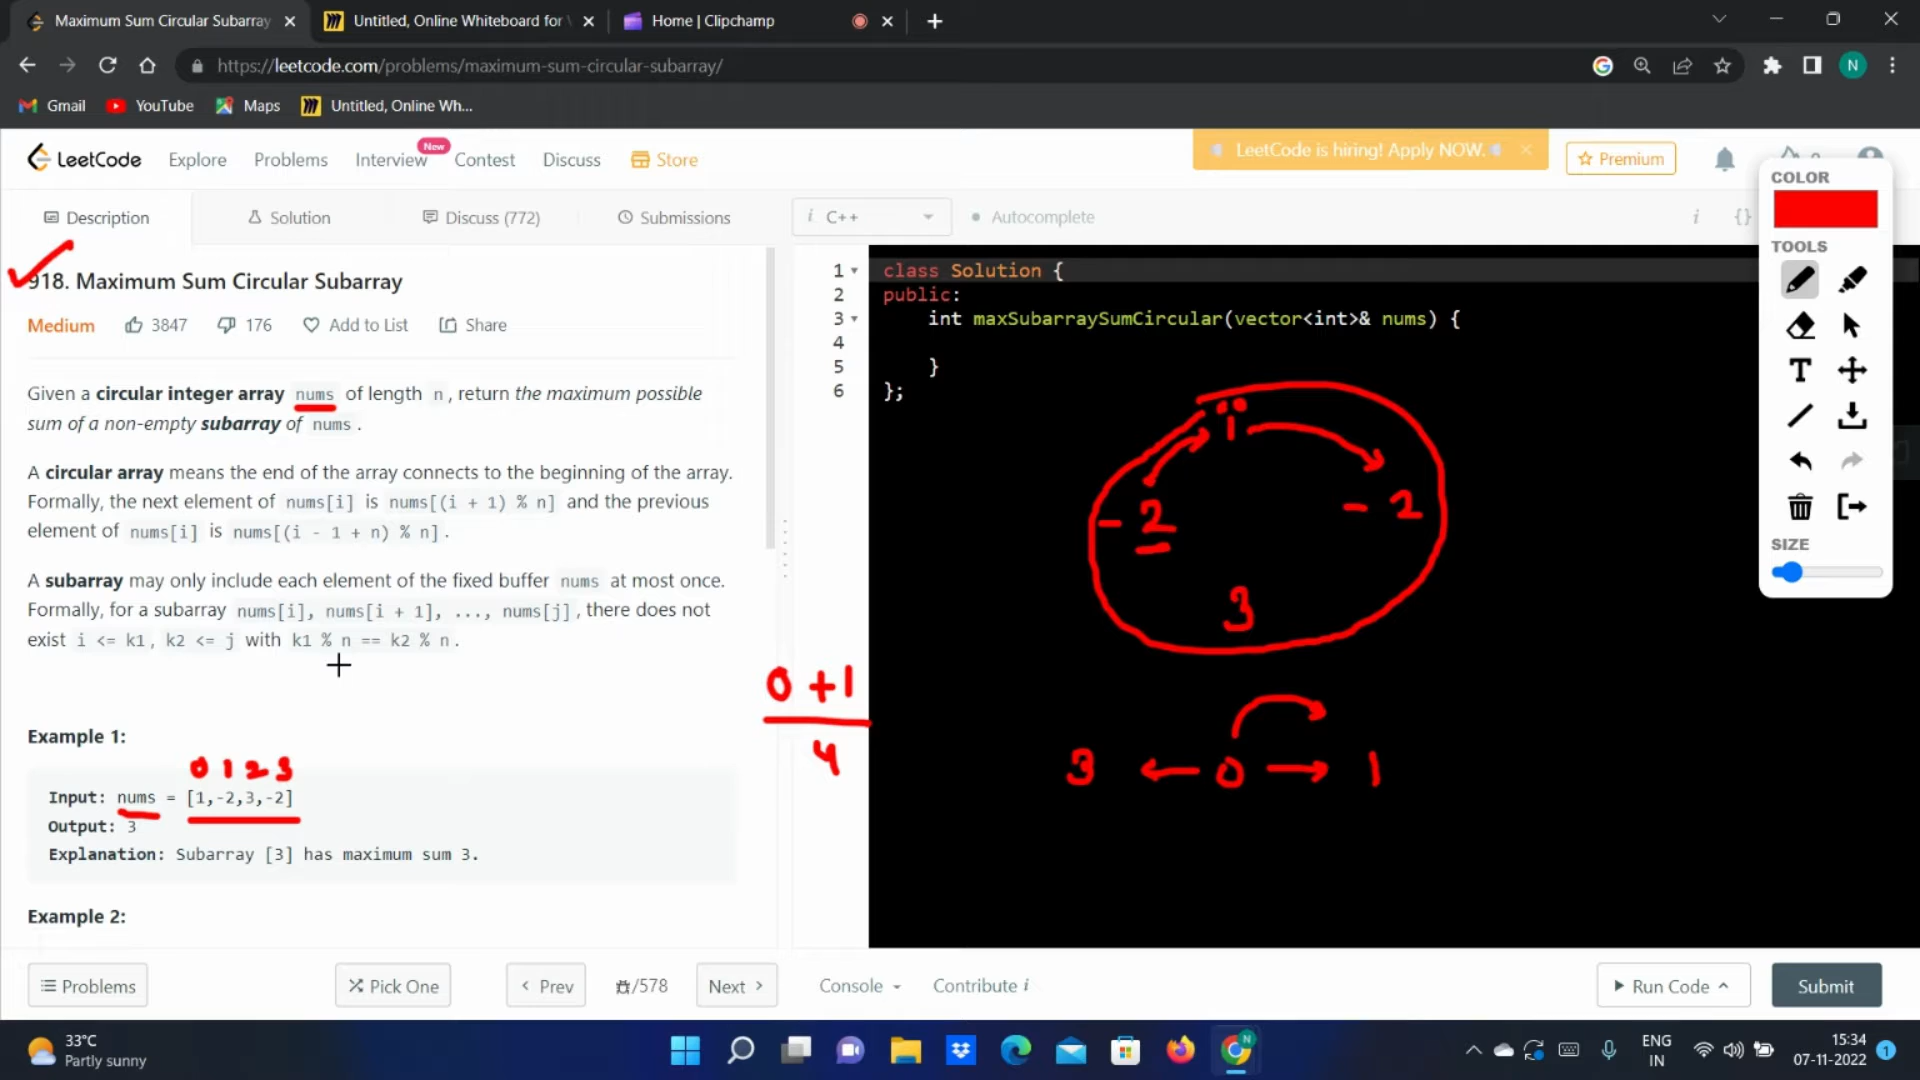 Maximum Sum Circular Subarray
Untitled, Online Whiteboard for
Home | Clipchamp
https://leetcode.com/problems/maximum-sum-circular-subarray/
N
Gmail YouTube Maps Untitled, Online Wh...
LeetCode Explore Problems Interview New Contest Discuss Store
LeetCode is hiring! Apply NOW.
Premium
Description Solution Discuss (772) Submissions
i C++ Autocomplete i {}
918. Maximum Sum Circular Subarray
Medium 3847 176 Add to List Share
Given a circular integer array nums of length n, return the maximum possible
sum of a non-empty subarray of nums.
A circular array means the end of the array connects to the beginning of the array.
Formally, the next element of nums[i] is nums[(i + 1) % n] and the previous
element of nums[i] is nums[(i - 1 + n) % n].
A subarray may only include each element of the fixed buffer nums at most once.
Formally, for a subarray nums[i], nums[i + 1], ..., nums[j], there does not
exist i <= k1, k2 <= j with k1 % n == k2 % n.
Example 1:
0 1 2 3
Input: nums = [1,-2,3,-2]
Output: 3
Explanation: Subarray [3] has maximum sum 3.
Example 2:
1 class Solution {
2 public:
3 int maxSubarraySumCircular(vector<int>& nums) {
4
5 }
6 };
1
-2 -2
3
0 +1
4
3 ← 0 → 1
COLOR
TOOLS
T
SIZE
Problems Pick One Prev /578 Next Console Contribute i Run Code Submit
33°C
Partly sunny
ENG
IN
15:34
07-11-2022
1